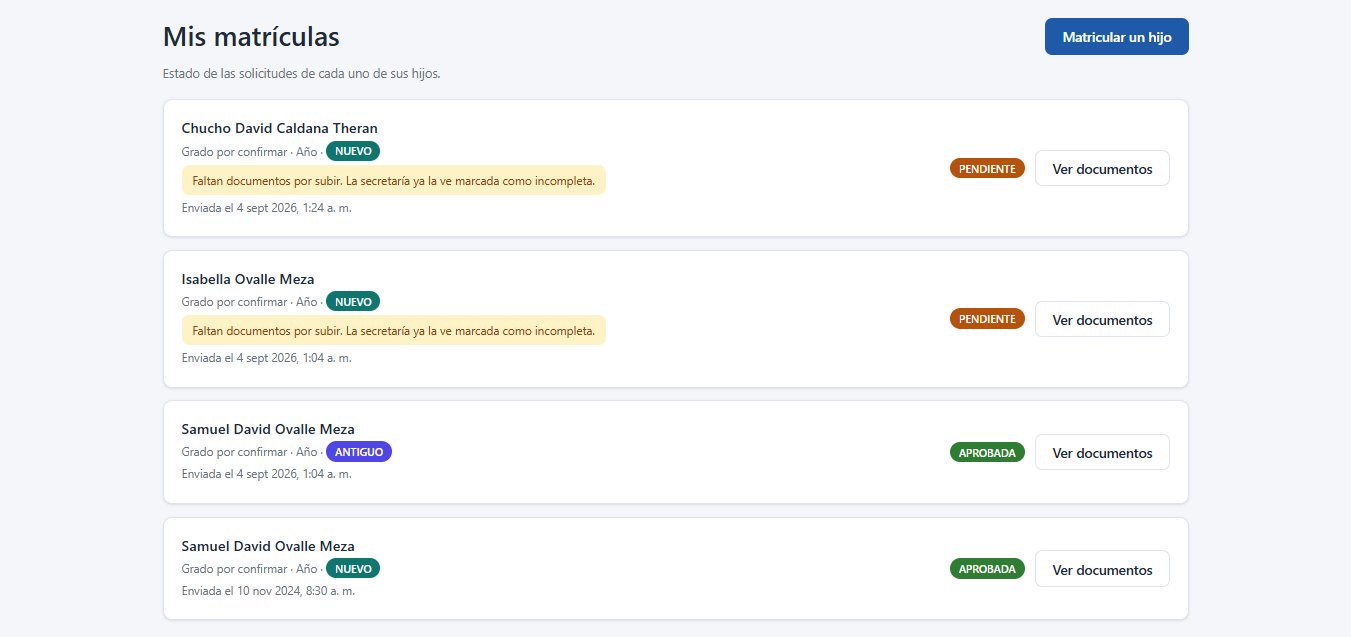 Mis matrículas
Matricular un hijo
Estado de las solicitudes de cada uno de sus hijos.
Chucho David Caldana Theran
Grado por confirmar · Año · NUEVO
Faltan documentos por subir. La secretaría ya la ve marcada como incompleta.
Enviada el 4 sept 2026, 1:24 a. m.
PENDIENTE
Ver documentos
Isabella Ovalle Meza
Grado por confirmar · Año · NUEVO
Faltan documentos por subir. La secretaría ya la ve marcada como incompleta.
Enviada el 4 sept 2026, 1:04 a. m.
PENDIENTE
Ver documentos
Samuel David Ovalle Meza
Grado por confirmar · Año · ANTIGUO
Enviada el 4 sept 2026, 1:04 a. m.
APROBADA
Ver documentos
Samuel David Ovalle Meza
Grado por confirmar · Año · NUEVO
Enviada el 10 nov 2024, 8:30 a. m.
APROBADA
Ver documentos